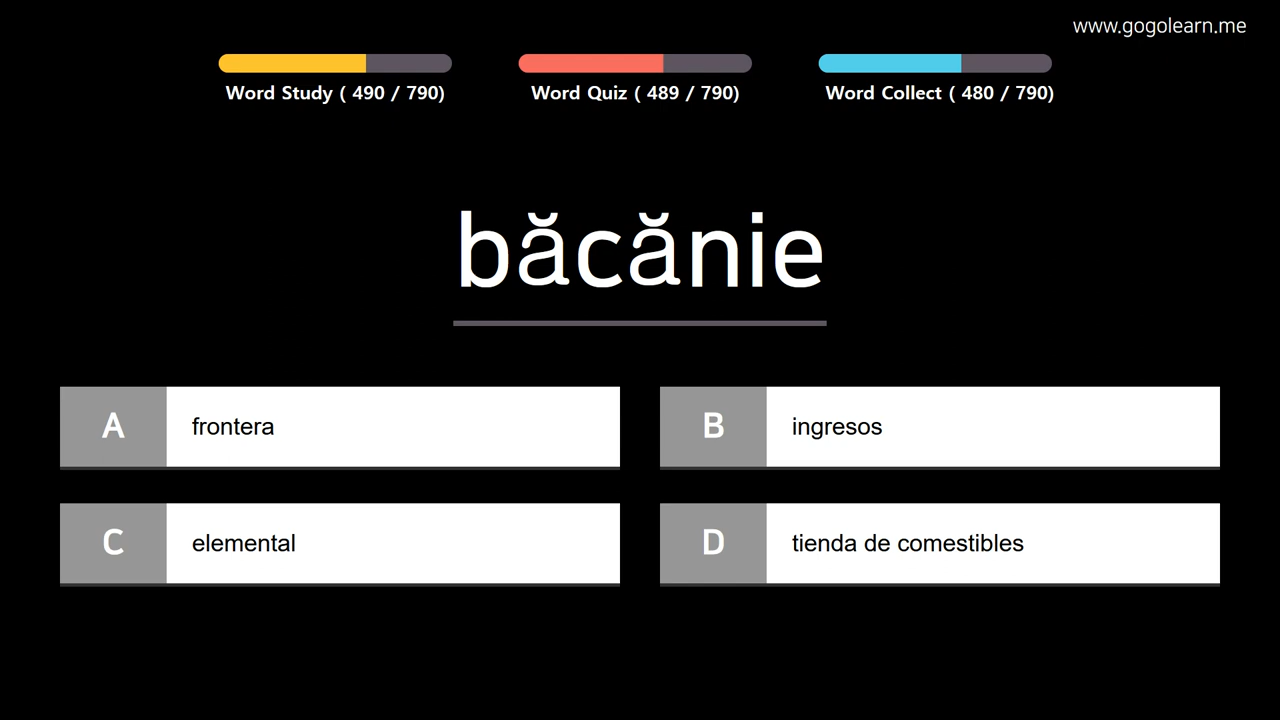 www.gogolearn.me
Word Study ( 490 / 790)
Word Quiz ( 489 / 790)
Word Collect ( 480 / 790)
băcănie
A frontera
B ingresos
C elemental
D tienda de comestibles